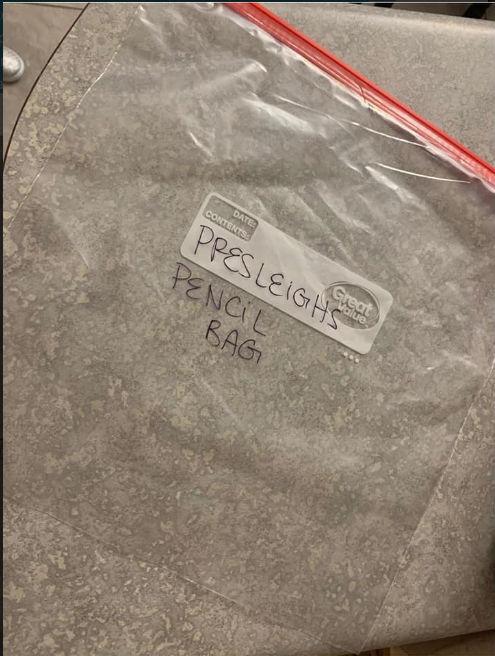 DATE:
CONTENTS:
PRESLEIGHS
Great Value
PENCIL
BAG